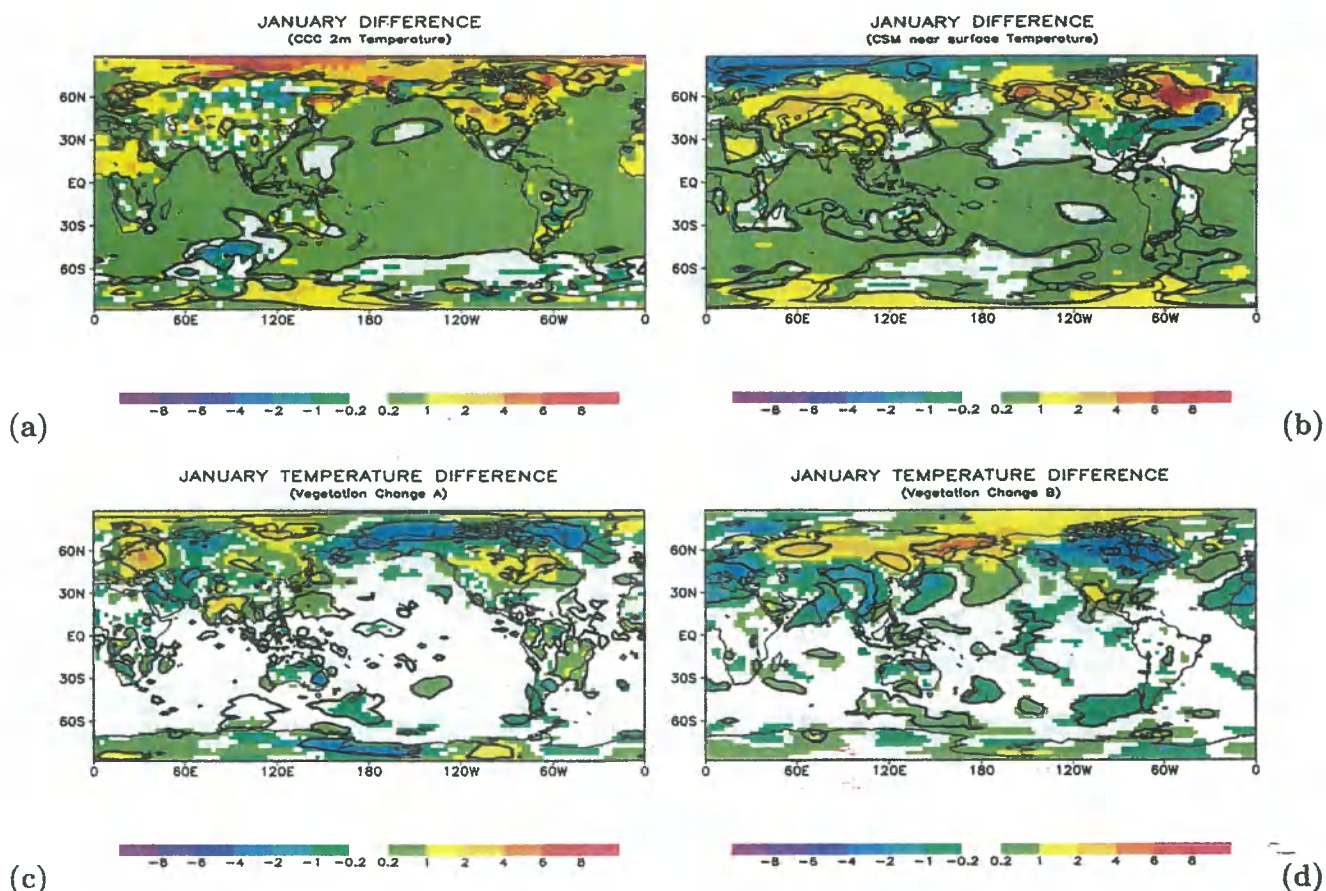 JANUARY DIFFERENCE
(CCC 2m Temperature)
60N
30N
EQ
30S
60S
0 60E 120E 180 120W 60W 0
-8 -6 -4 -2 -1 -0.2 0.2 1 2 4 6 8
(a)
JANUARY DIFFERENCE
(CSM near surface Temperature)
60N
30N
EQ
30S
60S
0 60E 120E 180 120W 60W 0
-8 -6 -4 -2 -1 -0.2 0.2 1 2 4 6 8
(b)
JANUARY TEMPERATURE DIFFERENCE
(Vegetation Change A)
60N
30N
EQ
30S
60S
0 60E 120E 180 120W 60W 0
-8 -6 -4 -2 -1 -0.2 0.2 1 2 4 6 8
(c)
JANUARY TEMPERATURE DIFFERENCE
(Vegetation Change B)
60N
30N
EQ
30S
60S
0 60E 120E 180 120W 60W 0
-8 -6 -4 -2 -1 -0.2 0.2 1 2 4 6 8
(d)